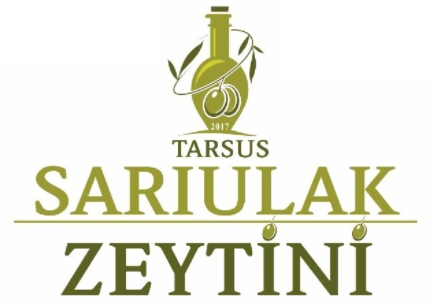 2017
TARSUS
SARIULAK
ZEYTİNİ